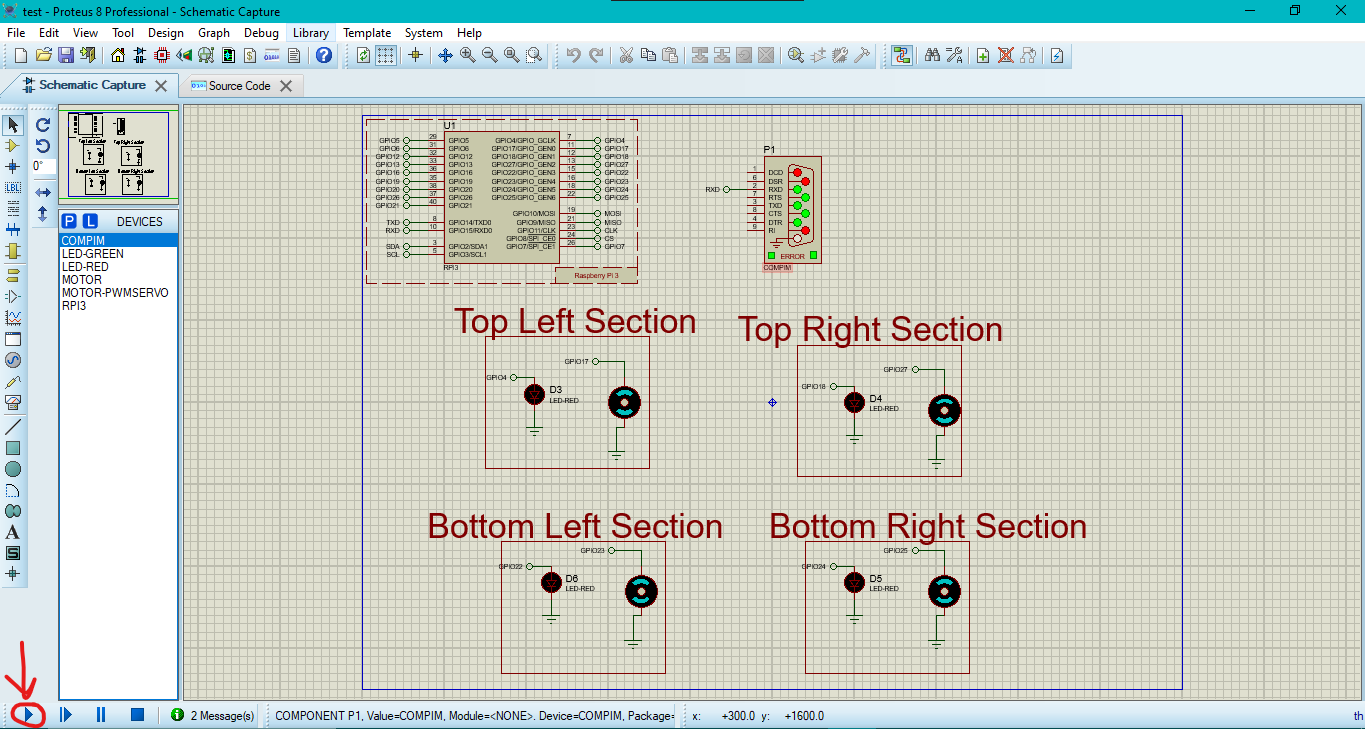 test - Proteus 8 Professional - Schematic Capture
File Edit View Tool Design Graph Debug Library Template System Help
Schematic Capture Source Code
0°
P L DEVICES
COMPIM
LED-GREEN
LED-RED
MOTOR
MOTOR-PWMSERVO
RPI3
U1
GPIO5 29 GPIO5 GPIO4/GPIO_GCLK 7 GPIO4
GPIO6 31 GPIO6 GPIO17/GPIO_GEN0 11 GPIO17
GPIO12 32 GPIO12 GPIO18/GPIO_GEN1 12 GPIO18
GPIO13 33 GPIO13 GPIO27/GPIO_GEN2 13 GPIO27
GPIO16 36 GPIO16 GPIO22/GPIO_GEN3 15 GPIO22
GPIO19 35 GPIO19 GPIO23/GPIO_GEN4 16 GPIO23
GPIO20 38 GPIO20 GPIO24/GPIO_GEN5 18 GPIO24
GPIO26 37 GPIO26 GPIO25/GPIO_GEN6 22 GPIO25
GPIO21 40 GPIO21
GPIO10/MOSI 19 MOSI
TXD 8 GPIO14/TXD0 GPIO9/MISO 21 MISO
RXD 10 GPIO15/RXD0 GPIO11/CLK 23 CLK
GPIO8/SPI_CE0 24 CS
SDA 3 GPIO2/SDA1 GPIO7/SPI_CE1 26 GPIO7
SCL 5 GPIO3/SCL1
RPI3
Raspberry Pi 3
P1
1 DCD
6 DSR
RXD 2 RXD
7 RTS
3 TXD
8 CTS
4 DTR
9 RI
ERROR
COMPIM
Top Left Section
GPIO17
GPIO4
D3
LED-RED
Top Right Section
GPIO27
GPIO18
D4
LED-RED
Bottom Left Section
GPIO23
GPIO22
D6
LED-RED
Bottom Right Section
GPIO25
GPIO24
D5
LED-RED
2 Message(s) COMPONENT P1, Value=COMPIM, Module=<NONE>. Device=COMPIM, Package= x: +300.0 y: +1600.0 th